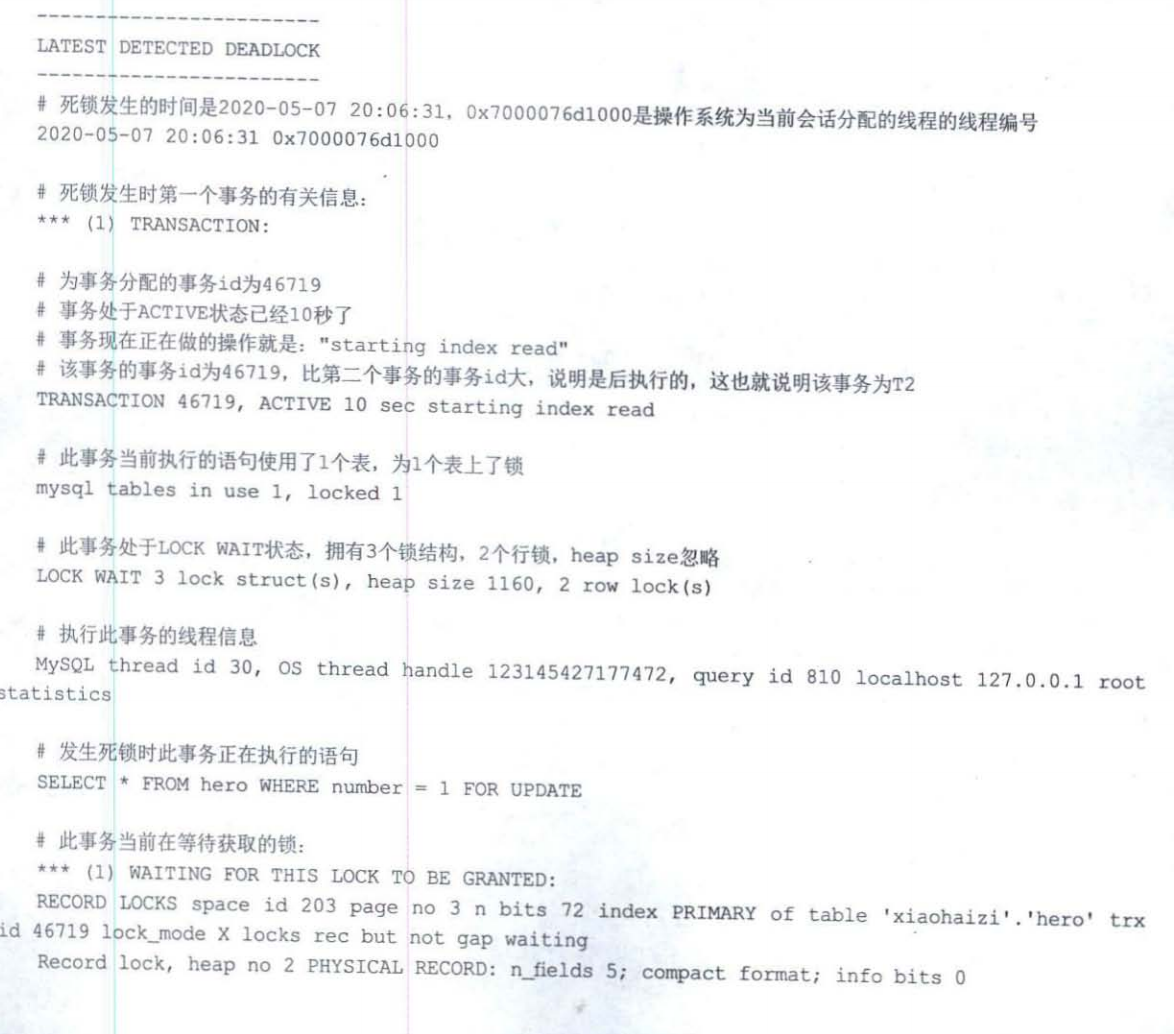 ------------------------
LATEST DETECTED DEADLOCK
------------------------
# 死锁发生的时间是2020-05-07 20:06:31，0x7000076d1000是操作系统为当前会话分配的线程的线程编号
2020-05-07 20:06:31 0x7000076d1000
# 死锁发生时第一个事务的有关信息：
*** (1) TRANSACTION:
# 为事务分配的事务id为46719
# 事务处于ACTIVE状态已经10秒了
# 事务现在正在做的操作就是："starting index read"
# 该事务的事务id为46719，比第二个事务的事务id大，说明是后执行的，这也就说明该事务为T2
TRANSACTION 46719, ACTIVE 10 sec starting index read
# 此事务当前执行的语句使用了1个表，为1个表上了锁
mysql tables in use 1, locked 1
# 此事务处于LOCK WAIT状态，拥有3个锁结构，2个行锁，heap size忽略
LOCK WAIT 3 lock struct(s), heap size 1160, 2 row lock(s)
# 执行此事务的线程信息
MySQL thread id 30, OS thread handle 123145427177472, query id 810 localhost 127.0.0.1 root
statistics
# 发生死锁时此事务正在执行的语句
SELECT * FROM hero WHERE number = 1 FOR UPDATE
# 此事务当前在等待获取的锁：
*** (1) WAITING FOR THIS LOCK TO BE GRANTED:
RECORD LOCKS space id 203 page no 3 n bits 72 index PRIMARY of table 'xiaohaizi'.'hero' trx
id 46719 lock_mode X locks rec but not gap waiting
Record lock, heap no 2 PHYSICAL RECORD: n_fields 5; compact format; info bits 0